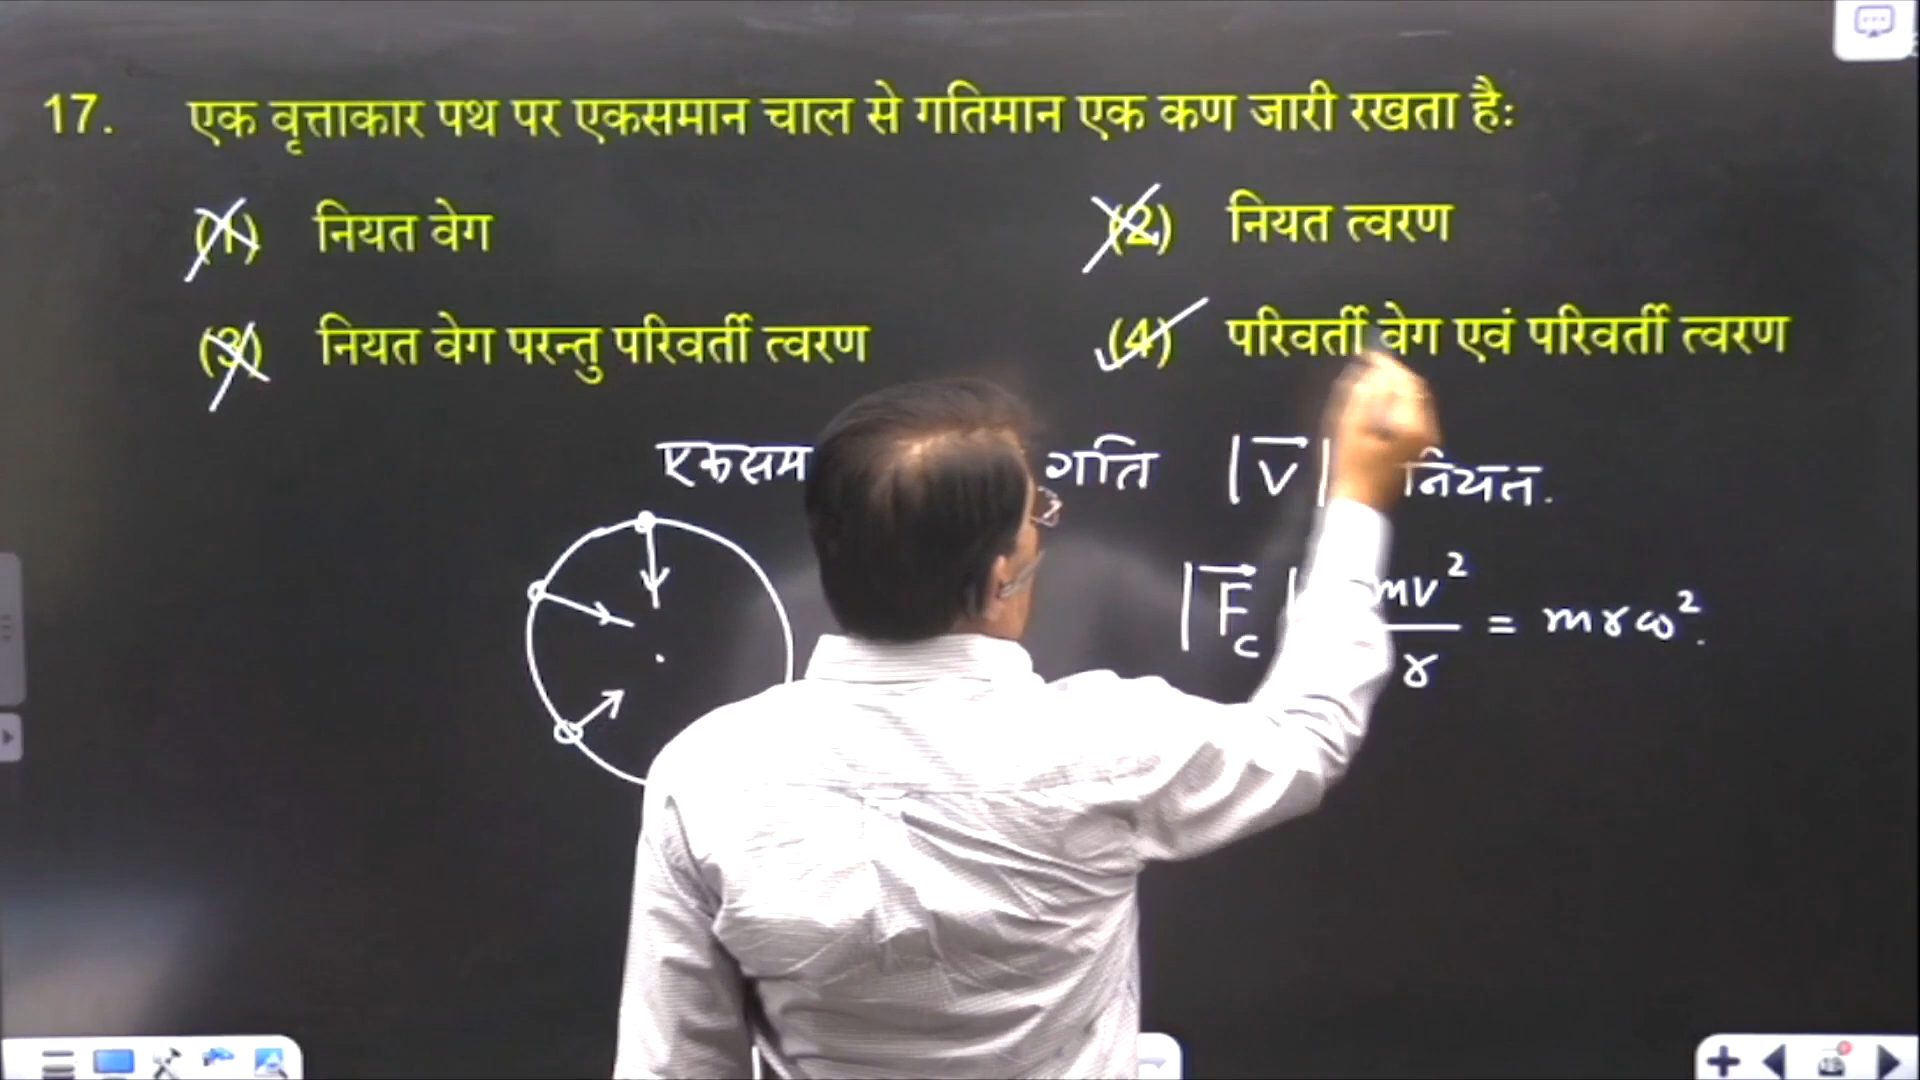 17. एक वृत्ताकार पथ पर एकसमान चाल से गतिमान एक कण जारी रखता है:
(1) नियत वेग (2) नियत त्वरण
(3) नियत वेग परन्तु परिवर्ती त्वरण (4) परिवर्ती वेग एवं परिवर्ती त्वरण
गति |V| नियत.
|F_c| mv²/r = mrω².